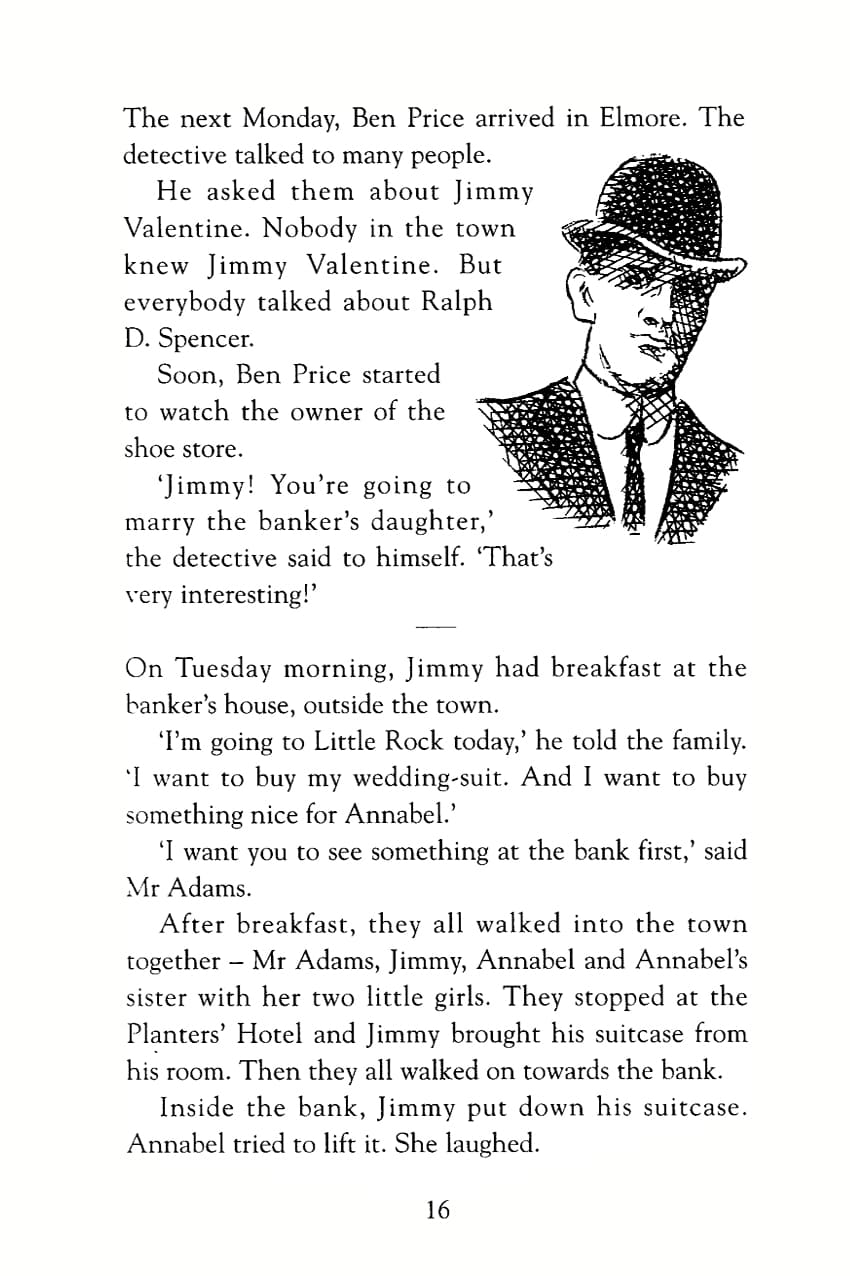 The next Monday, Ben Price arrived in Elmore. The
detective talked to many people.
He asked them about Jimmy
Valentine. Nobody in the town
knew Jimmy Valentine. But
everybody talked about Ralph
D. Spencer.
Soon, Ben Price started
to watch the owner of the
shoe store.
‘Jimmy! You’re going to
marry the banker’s daughter,’
the detective said to himself. ‘That’s
very interesting!’
On Tuesday morning, Jimmy had breakfast at the
banker’s house, outside the town.
‘I’m going to Little Rock today,’ he told the family.
‘I want to buy my wedding-suit. And I want to buy
something nice for Annabel.’
‘I want you to see something at the bank first,’ said
Mr Adams.
After breakfast, they all walked into the town
together – Mr Adams, Jimmy, Annabel and Annabel’s
sister with her two little girls. They stopped at the
Planters’ Hotel and Jimmy brought his suitcase from
his room. Then they all walked on towards the bank.
Inside the bank, Jimmy put down his suitcase.
Annabel tried to lift it. She laughed.
16